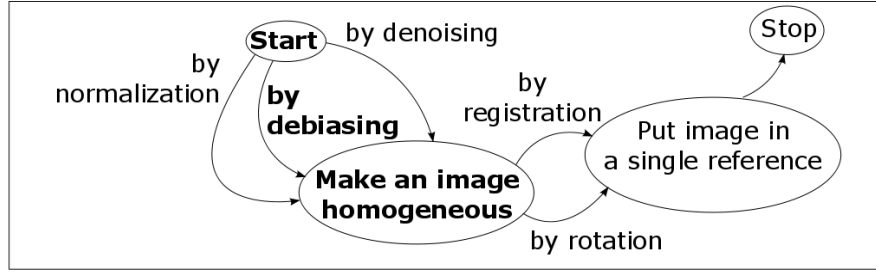 Start
by denoising
Stop
by
normalization
by
debiasing
by
registration
Put image in
a single reference
Make an image
homogeneous
by rotation